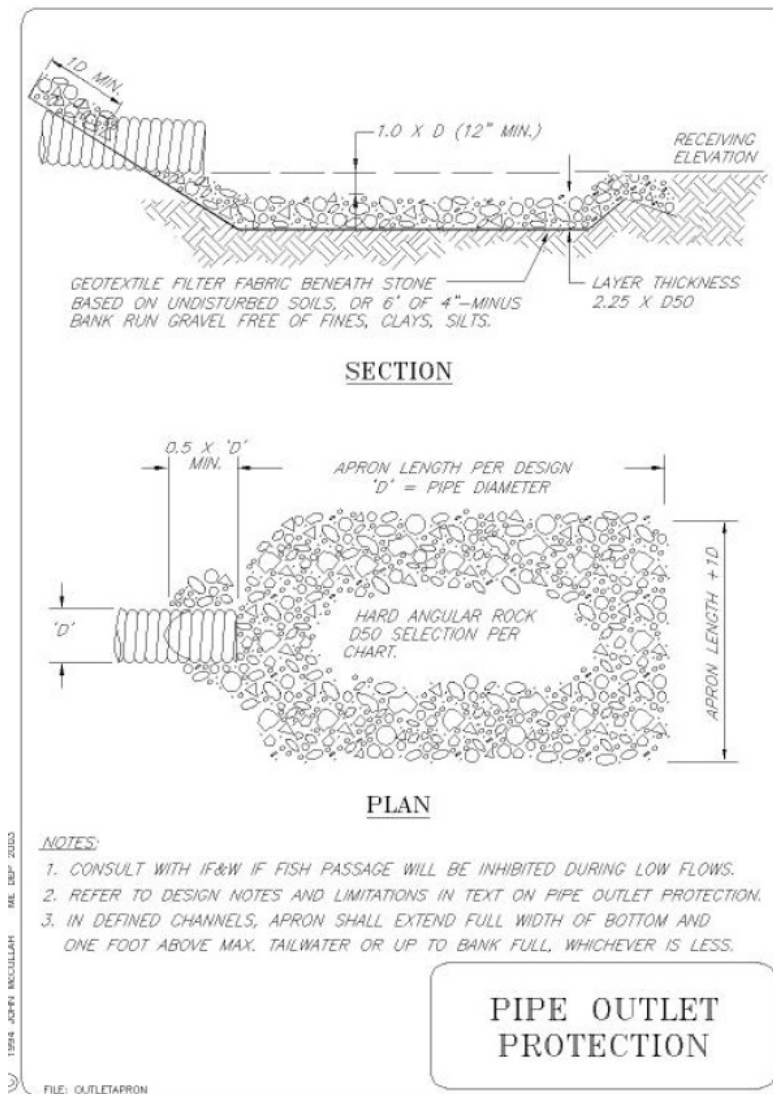 1D MIN.
1.0 X D (12" MIN.)
RECEIVING
ELEVATION
GEOTEXTILE FILTER FABRIC BENEATH STONE
BASED ON UNDISTURBED SOILS, OR 6' OF 4"-MINUS
BANK RUN GRAVEL FREE OF FINES, CLAYS, SILTS.
LAYER THICKNESS
2.25 X D50
SECTION
0.5 X 'D'
MIN.
APRON LENGTH PER DESIGN
'D' = PIPE DIAMETER
'D'
HARD ANGULAR ROCK
D50 SELECTION PER
CHART.
APRON LENGTH +1D
PLAN
NOTES:
1. CONSULT WITH IF&W IF FISH PASSAGE WILL BE INHIBITED DURING LOW FLOWS.
2. REFER TO DESIGN NOTES AND LIMITATIONS IN TEXT ON PIPE OUTLET PROTECTION.
3. IN DEFINED CHANNELS, APRON SHALL EXTEND FULL WIDTH OF BOTTOM AND
ONE FOOT ABOVE MAX. TAILWATER OR UP TO BANK FULL, WHICHEVER IS LESS.
PIPE OUTLET
PROTECTION
© 1994 JOHN McCULLAH ME DEP 2003
FILE: OUTLETAPRON